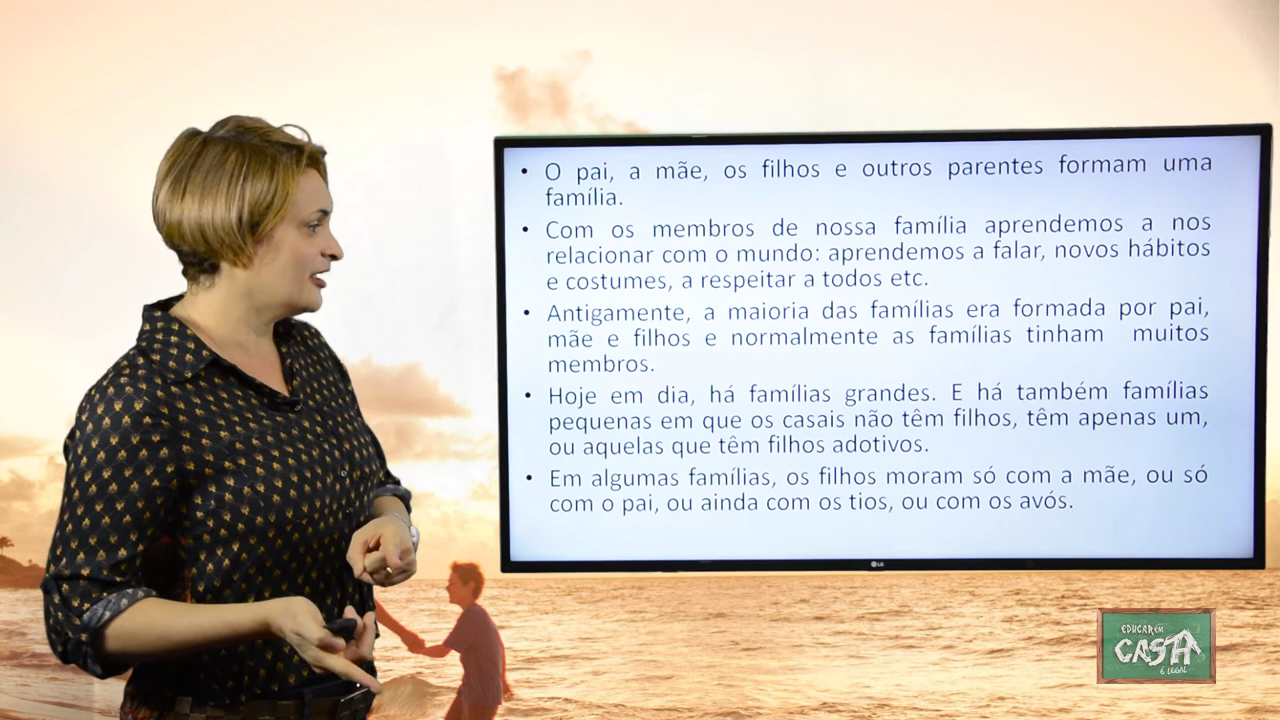 • O pai, a mãe, os filhos e outros parentes formam uma
família.
• Com os membros de nossa família aprendemos a nos
relacionar com o mundo: aprendemos a falar, novos hábitos
e costumes, a respeitar a todos etc.
• Antigamente, a maioria das famílias era formada por pai,
mãe e filhos e normalmente as famílias tinham muitos
membros.
• Hoje em dia, há famílias grandes. E há também famílias
pequenas em que os casais não têm filhos, têm apenas um,
ou aquelas que têm filhos adotivos.
• Em algumas famílias, os filhos moram só com a mãe, ou só
com o pai, ou ainda com os tios, ou com os avós.
LG
EDUCAR EM
CASA
É LEGAL